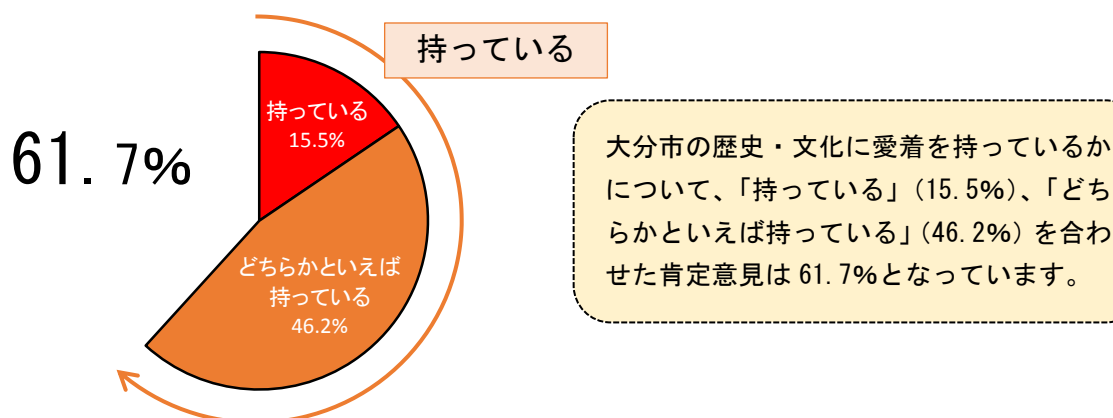 持っている
持っている
15.5%
61.7%
どちらかといえば
持っている
46.2%
大分市の歴史・文化に愛着を持っているか
について、「持っている」(15.5%)、「どち
らかといえば持っている」(46.2%)を合わ
せた肯定意見は 61.7%となっています。